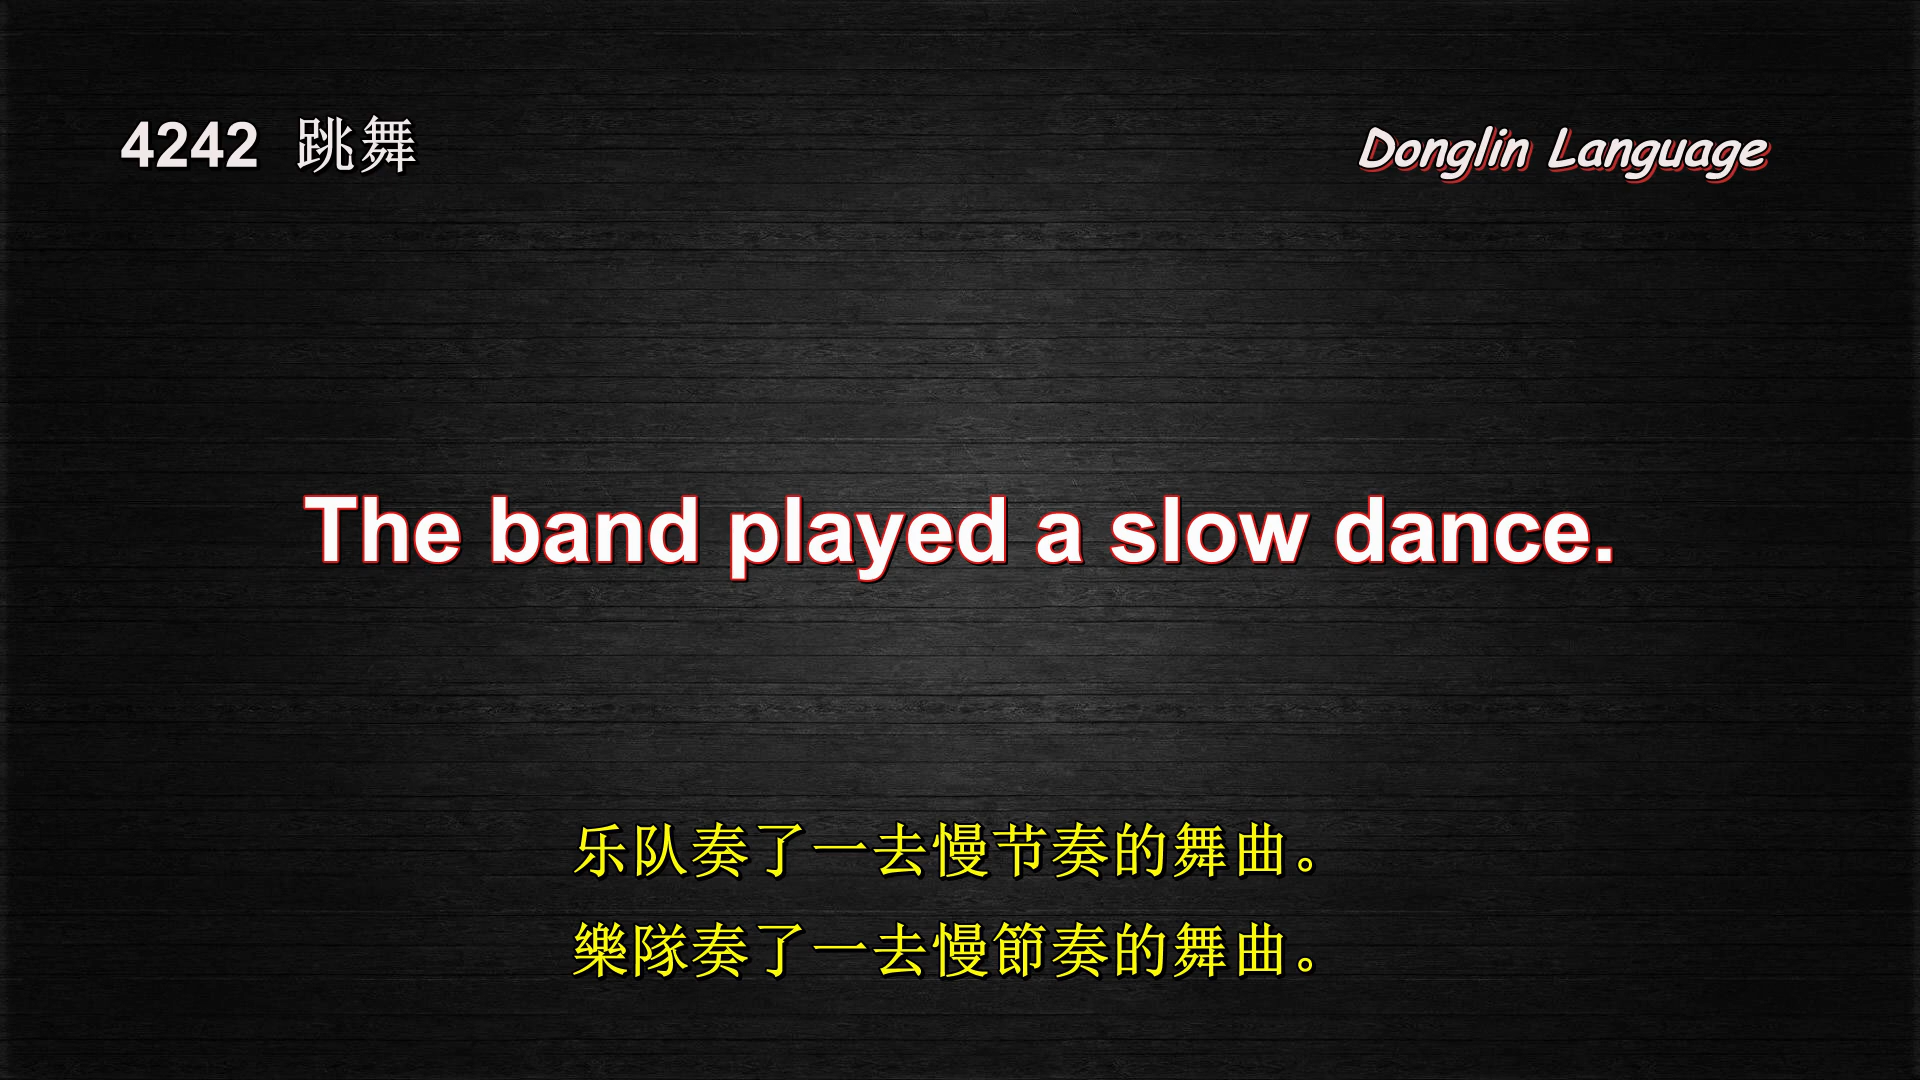 4242 跳舞
Donglin Language
The band played a slow dance.
乐队奏了一去慢节奏的舞曲。
樂隊奏了一去慢節奏的舞曲。